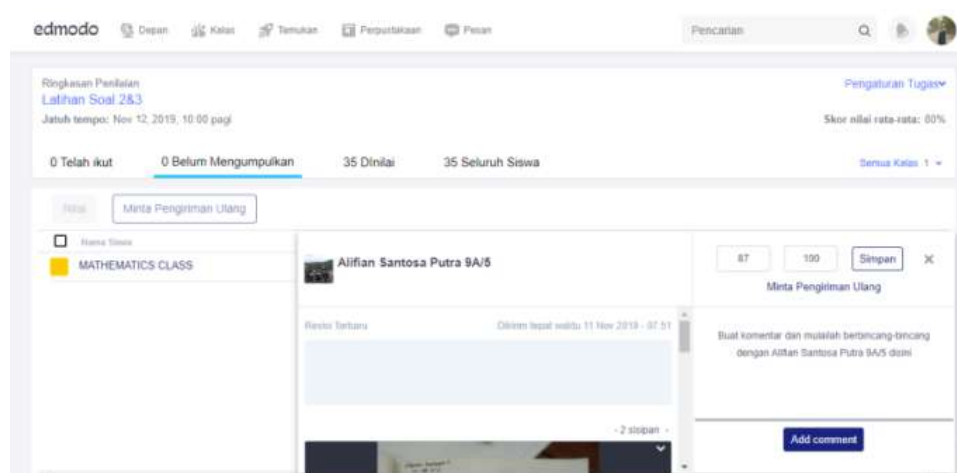 edmodo Depan Kelas Temukan Perpustakaan Pesan Pencarian
Ringkasan Penilaian Pengaturan Tugas
Latihan Soal 2&3
Jatuh tempo: Nov 12, 2019, 10:00 pagi Skor nilai rata-rata: 80%
0 Telah ikut 0 Belum Mengumpulkan 35 Dinilai 35 Seluruh Siswa Semua Kelas 1
Nilai Minta Pengiriman Ulang
Nama Siswa
MATHEMATICS CLASS
Alifian Santosa Putra 9A/5
87 100 Simpan
Minta Pengiriman Ulang
Revisi Terbaru Dikirim tepat waktu 11 Nov 2019 - 07.51
Buat komentar dan mulailah berbincang-bincang
dengan Alifian Santosa Putra 9A/5 disini
- 2 sisipan -
Add comment